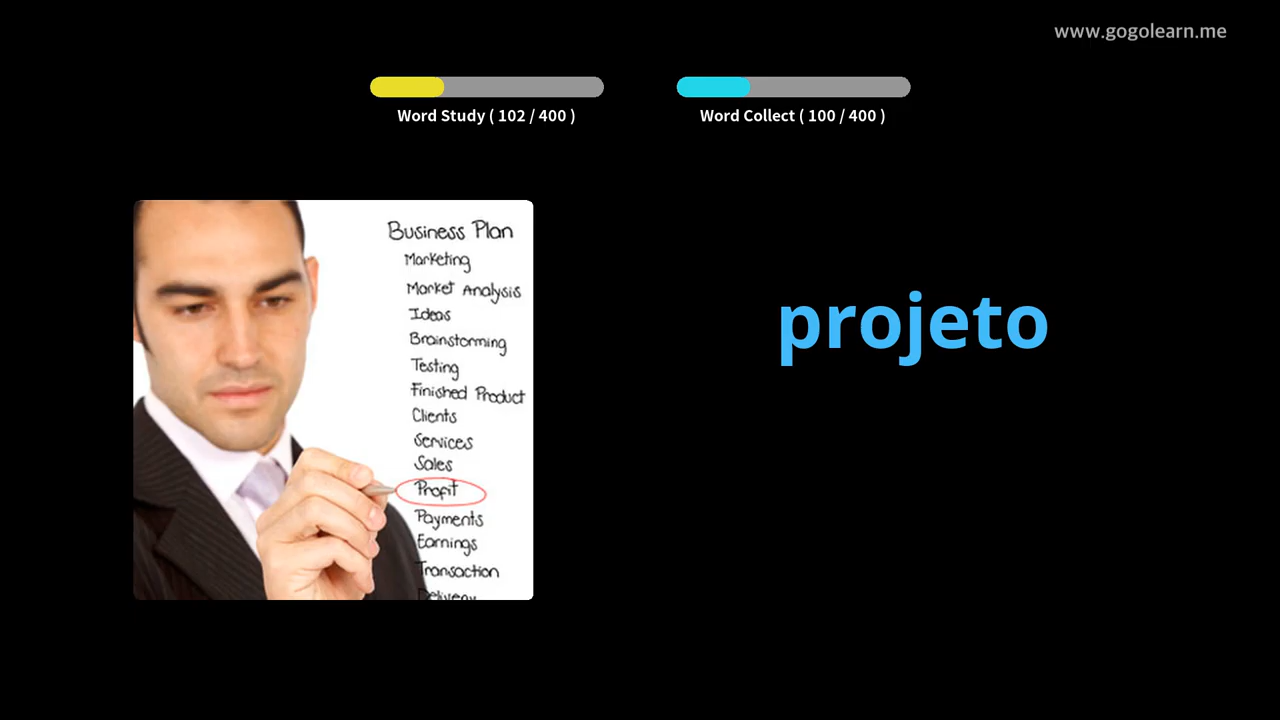 www.gogolearn.me
Word Study ( 102 / 400 )
Word Collect ( 100 / 400 )
Business Plan
Marketing
Market Analysis
Ideas
Brainstorming
Testing
Finished Product
Clients
Services
Sales
Profit
Payments
Earnings
Transaction
Delivery
projeto